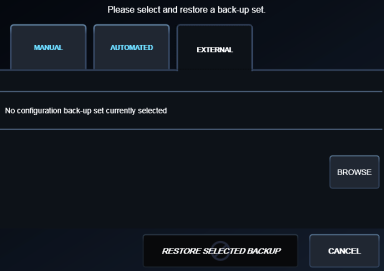 Please select and restore a back-up set.
MANUAL
AUTOMATED
EXTERNAL
No configuration back-up set currently selected
BROWSE
RESTORE SELECTED BACKUP
CANCEL